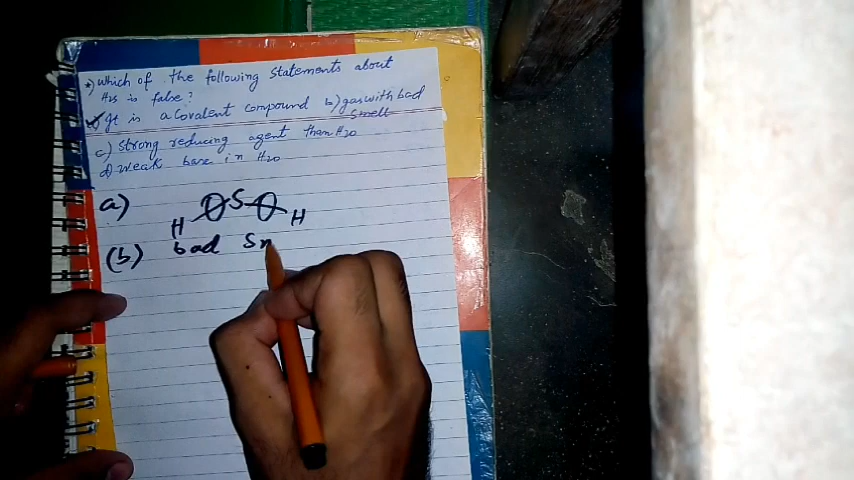 *) Which of the following statements about
H2S is false?
a) It is a covalent compound b) gas with bad
smell
c) Strong reducing agent than H2O
d) Weak base in H2O
a) H S H
(b) bad Sm